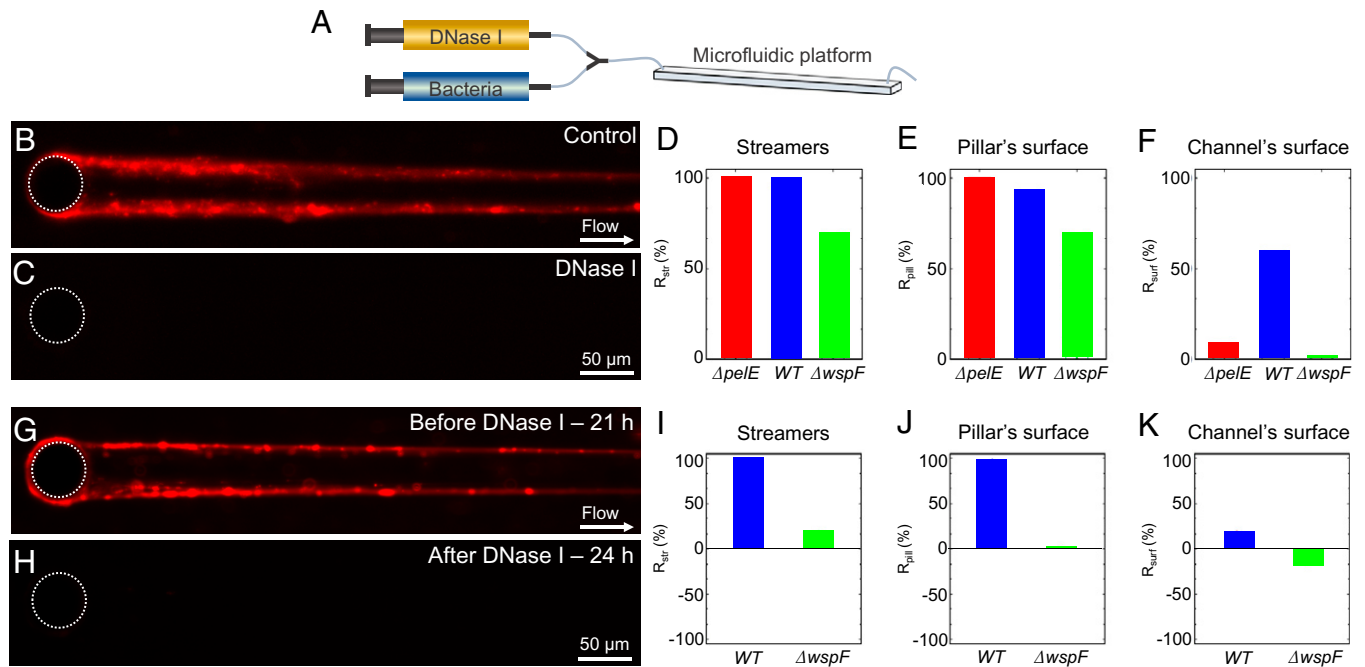 A
DNase I
Bacteria
Microfluidic platform
B
Control
Flow
C
DNase I
50 µm
D
Streamers
R_str (%)
100
50
0
ΔpelE WT ΔwspF
E
Pillar's surface
R_pill (%)
100
50
0
ΔpelE WT ΔwspF
F
Channel's surface
R_surf (%)
100
50
0
ΔpelE WT ΔwspF
G
Before DNase I – 21 h
Flow
H
After DNase I – 24 h
50 µm
I
Streamers
R_str (%)
100
50
0
-50
-100
WT ΔwspF
J
Pillar's surface
R_pill (%)
100
50
0
-50
-100
WT ΔwspF
K
Channel's surface
R_surf (%)
100
50
0
-50
-100
WT ΔwspF